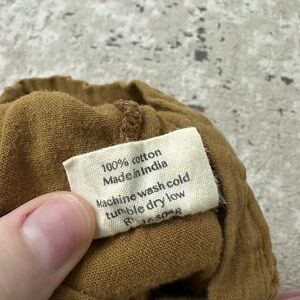 100% cotton
Made in India
Machine wash cold
tumble dry low